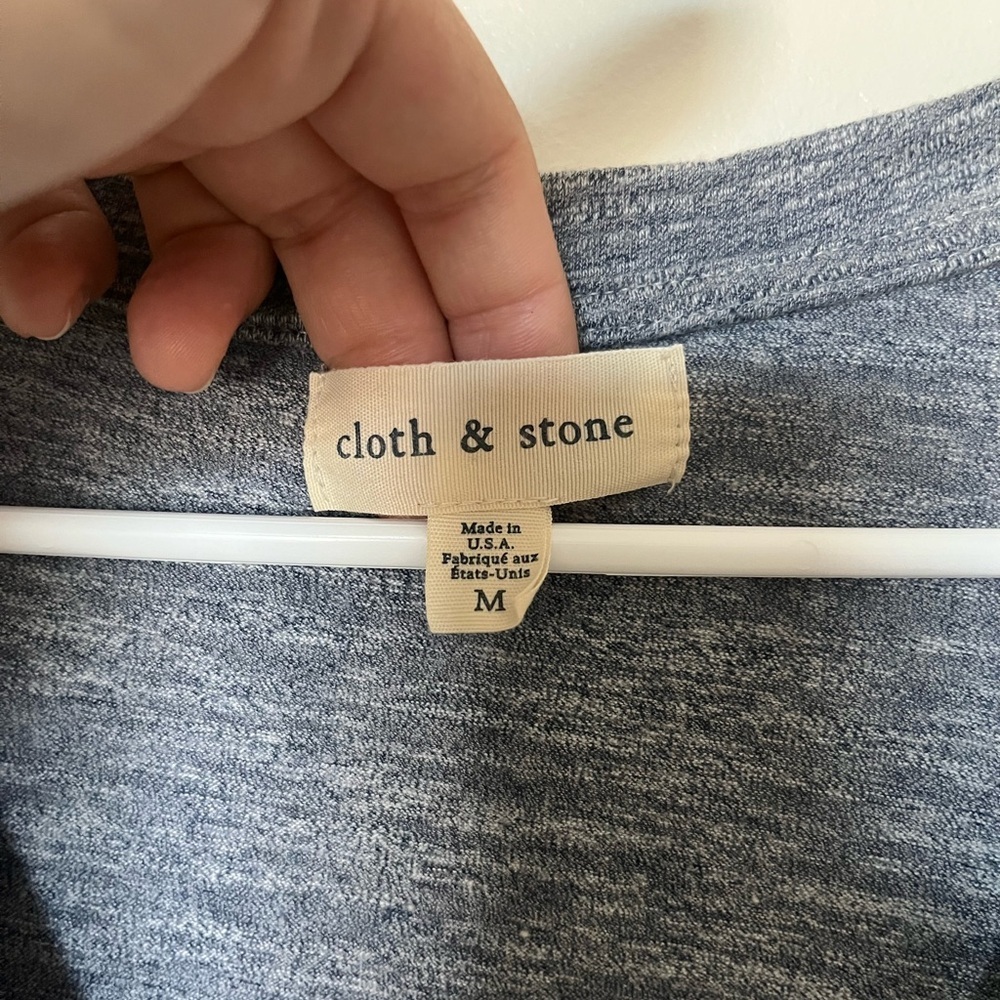 cloth & stone
Made in
U.S.A.
Fabriqué aux
États-Unis
M